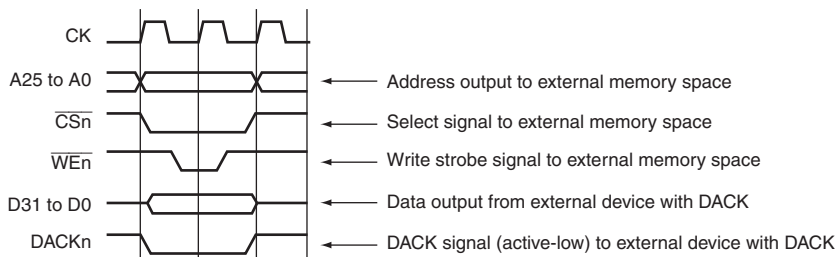 CK
A25 to A0 Address output to external memory space
CSn Select signal to external memory space
WEn Write strobe signal to external memory space
D31 to D0 Data output from external device with DACK
DACKn DACK signal (active-low) to external device with DACK